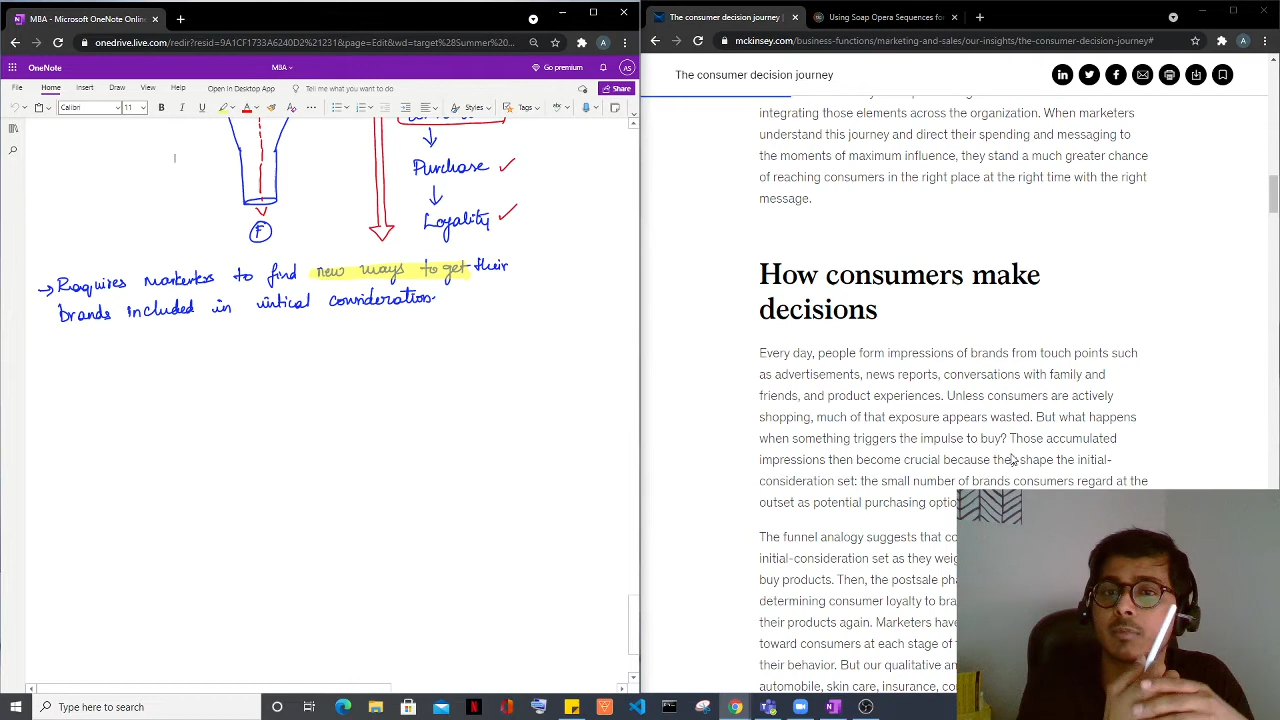 MBA - Microsoft OneNote Online
onedrive.live.com/redir?resid=9A1CF1733A6240D2%21231&page=Edit&wd=target%28Summer%20...
OneNote
MBA
Go premium
AS
File
Home
Insert
Draw
View
Help
Open In Desktop App
Tell me what you want to do
Share
Calibri
11
B
I
U
A
Styles
Tags
abc
Purchase
Loyality
F
→ Requires markerters to find new ways to get their
brands included in initical consideration.
The consumer decision journey |
Using Soap Opera Sequences for
mckinsey.com/business-functions/marketing-and-sales/our-insights/the-consumer-decision-journey#
A
The consumer decision journey
integrating those elements across the organization. When marketers
understand this journey and direct their spending and messaging to
the moments of maximum influence, they stand a much greater chance
of reaching consumers in the right place at the right time with the right
message.
How consumers make
decisions
Every day, people form impressions of brands from touch points such
as advertisements, news reports, conversations with family and
friends, and product experiences. Unless consumers are actively
shopping, much of that exposure appears wasted. But what happens
when something triggers the impulse to buy? Those accumulated
impressions then become crucial because they shape the initial-
consideration set: the small number of brands consumers regard at the
outset as potential purchasing optio
The funnel analogy suggests that co
initial-consideration set as they weig
buy products. Then, the postsale pha
determining consumer loyalty to bra
their products again. Marketers have
toward consumers at each stage of t
their behavior. But our qualitative an
automobile, skin care, insurance, co
Type here to search